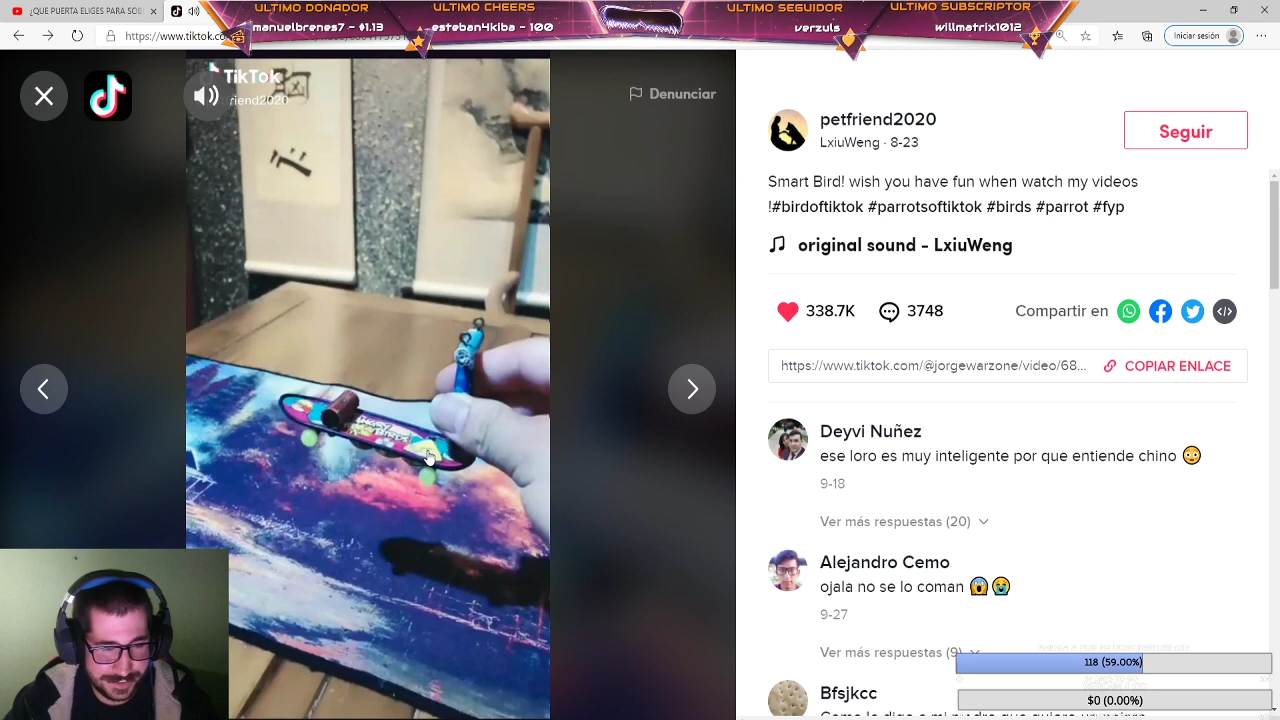 ULTIMO DONADOR
ULTIMO CHEERS
ULTIMO SEGUIDOR
ULTIMO SUBSCRIPTOR
manuelbrenes7 - $1.13
esteban4kiba - 100
verzuls
willmatrix1012
¿QUIERTA ELIGES PARA SOB
https://www.tiktok.co
Iniciar sesión
TikTok
riend2020
Denunciar
petfriend2020
LxiuWeng · 8-23
Seguir
Smart Bird! wish you have fun when watch my videos
!#birdoftiktok #parrotsoftiktok #birds #parrot #fyp
original sound - LxiuWeng
338.7K
3748
Compartir en
https://www.tiktok.com/@jorgewarzone/video/68...
COPIAR ENLACE
Deyvi Nuñez
ese loro es muy inteligente por que entiende chino 😳
9-18
Ver más respuestas (20)
Alejandro Cemo
ojala no se lo coman 😱😭
9-27
Ver más respuestas (9)
118 (59.00%)
Bfsjkcc
$0 (0.00%)
ANGRY BIRDS